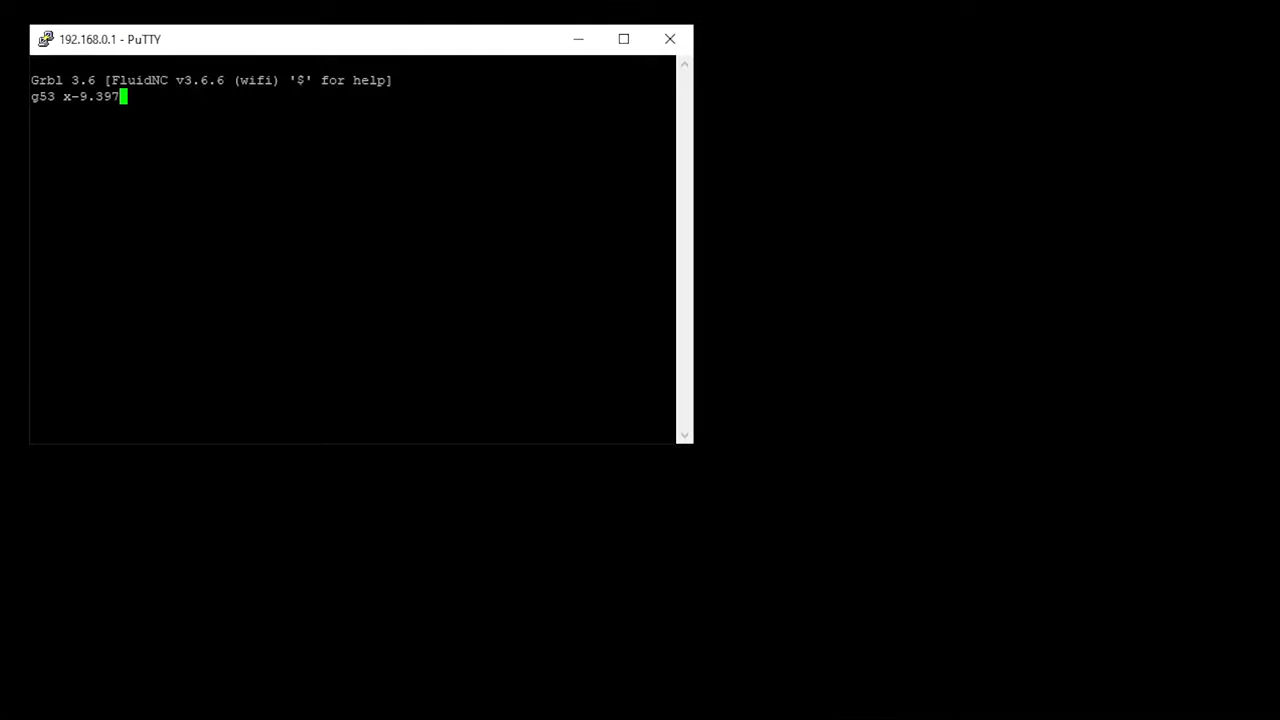 192.168.0.1 - PuTTY
Grbl 3.6 [FluidNC v3.6.6 (wifi) '$' for help]
g53 x-9.397